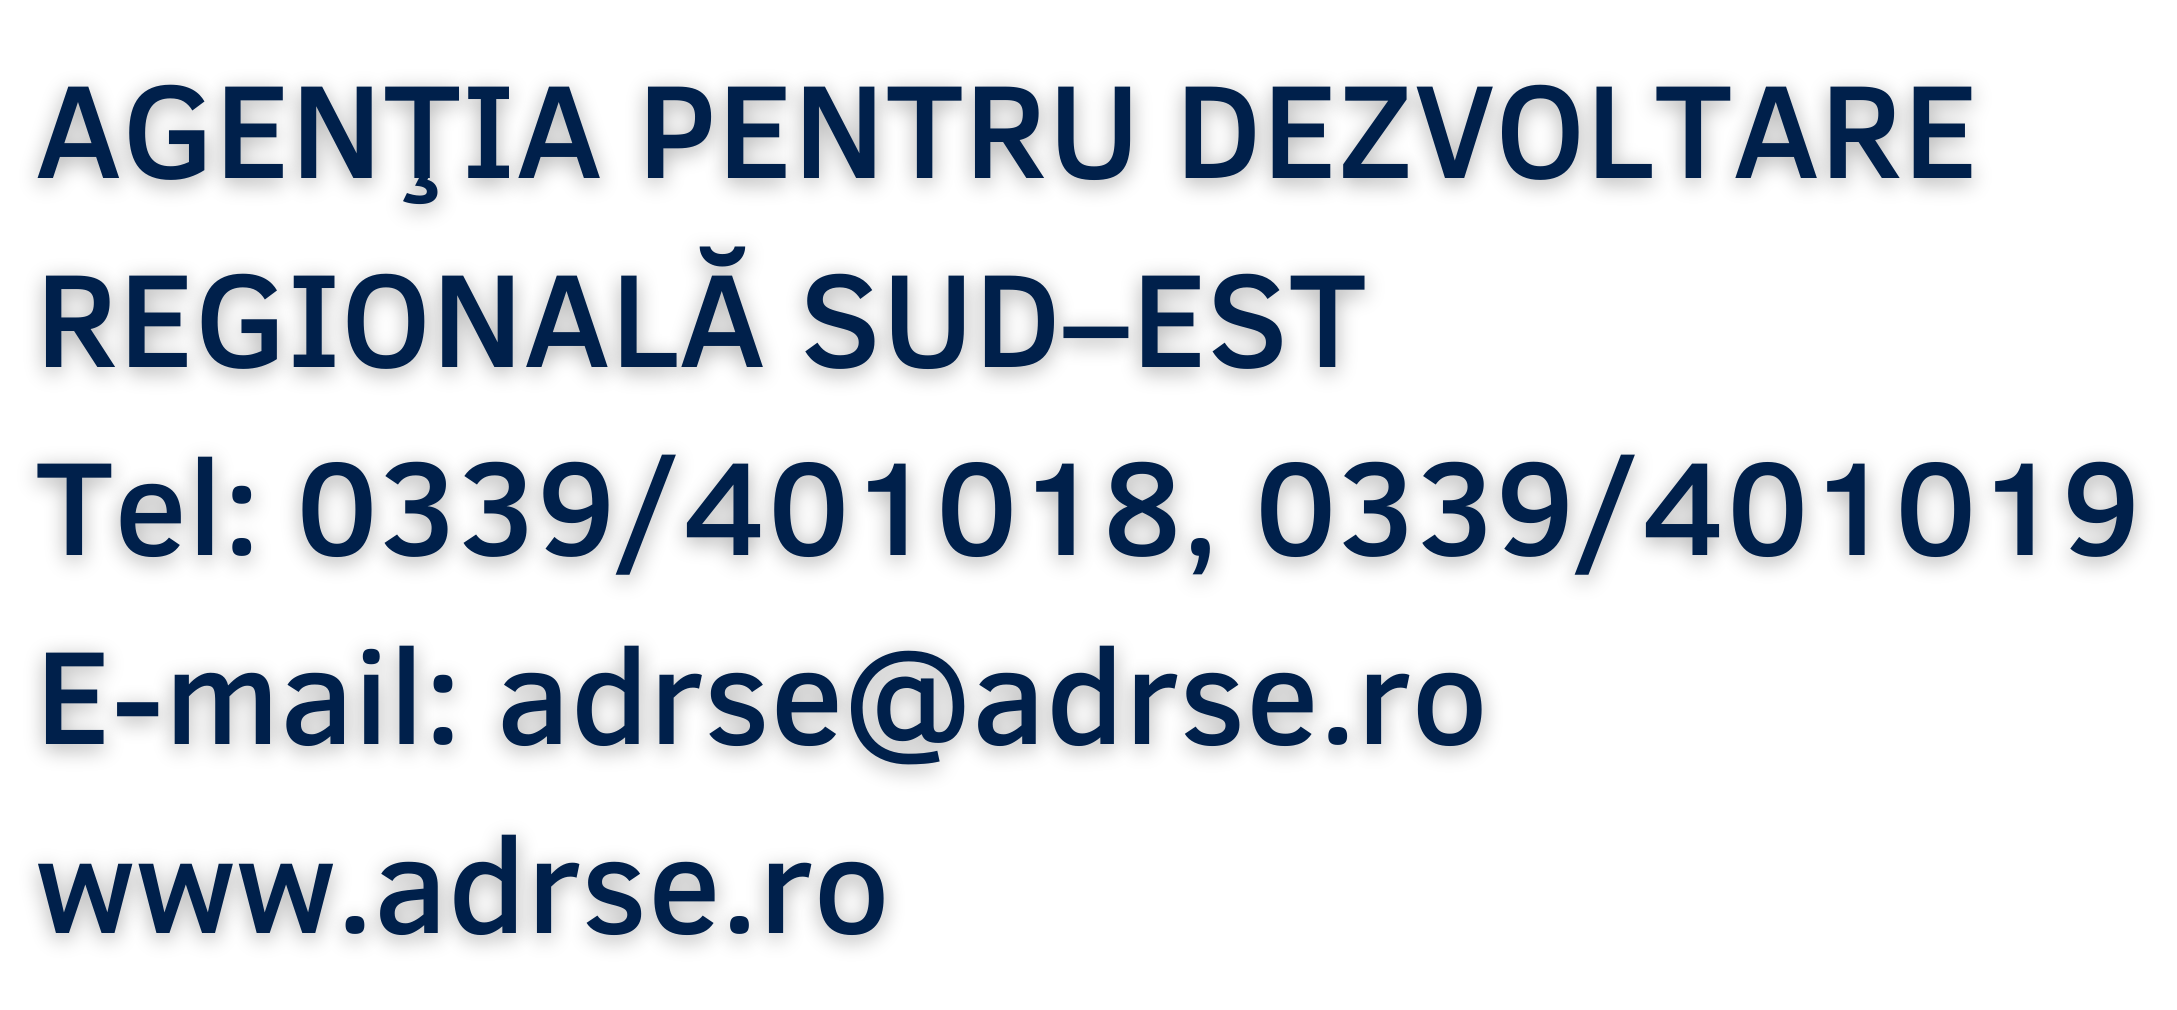 AGENŢIA PENTRU DEZVOLTARE
REGIONALĂ SUD–EST
Tel: 0339/401018, 0339/401019
E-mail: adrse@adrse.ro
www.adrse.ro